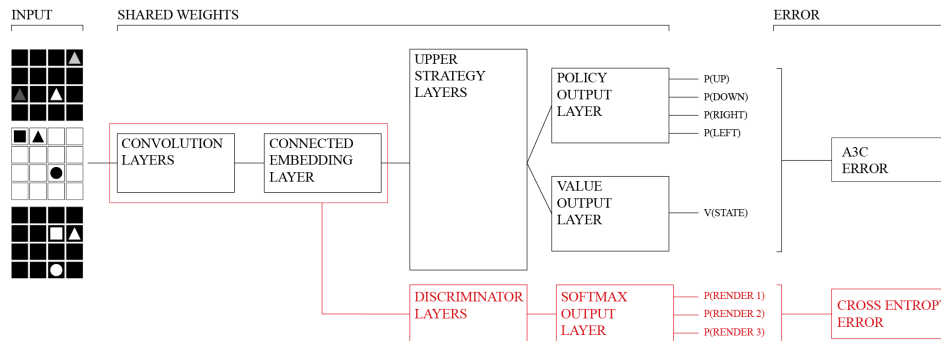 INPUT
SHARED WEIGHTS
ERROR
UPPER
STRATEGY
LAYERS
POLICY
OUTPUT
LAYER
P(UP)
P(DOWN)
P(RIGHT)
P(LEFT)
CONVOLUTION
LAYERS
CONNECTED
EMBEDDING
LAYER
A3C
ERROR
VALUE
OUTPUT
LAYER
V(STATE)
DISCRIMINATOR
LAYERS
SOFTMAX
OUTPUT
LAYER
P(RENDER 1)
P(RENDER 2)
P(RENDER 3)
CROSS ENTROPY
ERROR